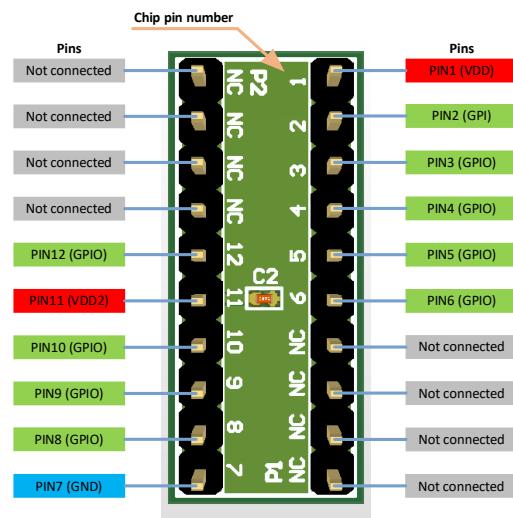 Chip pin number
Pins
Pins
Not connected
NC
P2
1
PIN1 (VDD)
Not connected
NC
2
PIN2 (GPI)
Not connected
NC
3
PIN3 (GPIO)
Not connected
NC
4
PIN4 (GPIO)
PIN12 (GPIO)
12
5
PIN5 (GPIO)
C2
PIN11 (VDD2)
11
6
PIN6 (GPIO)
PIN10 (GPIO)
10
NC
Not connected
PIN9 (GPIO)
9
NC
Not connected
PIN8 (GPIO)
8
NC
Not connected
PIN7 (GND)
7
P1
NC
Not connected